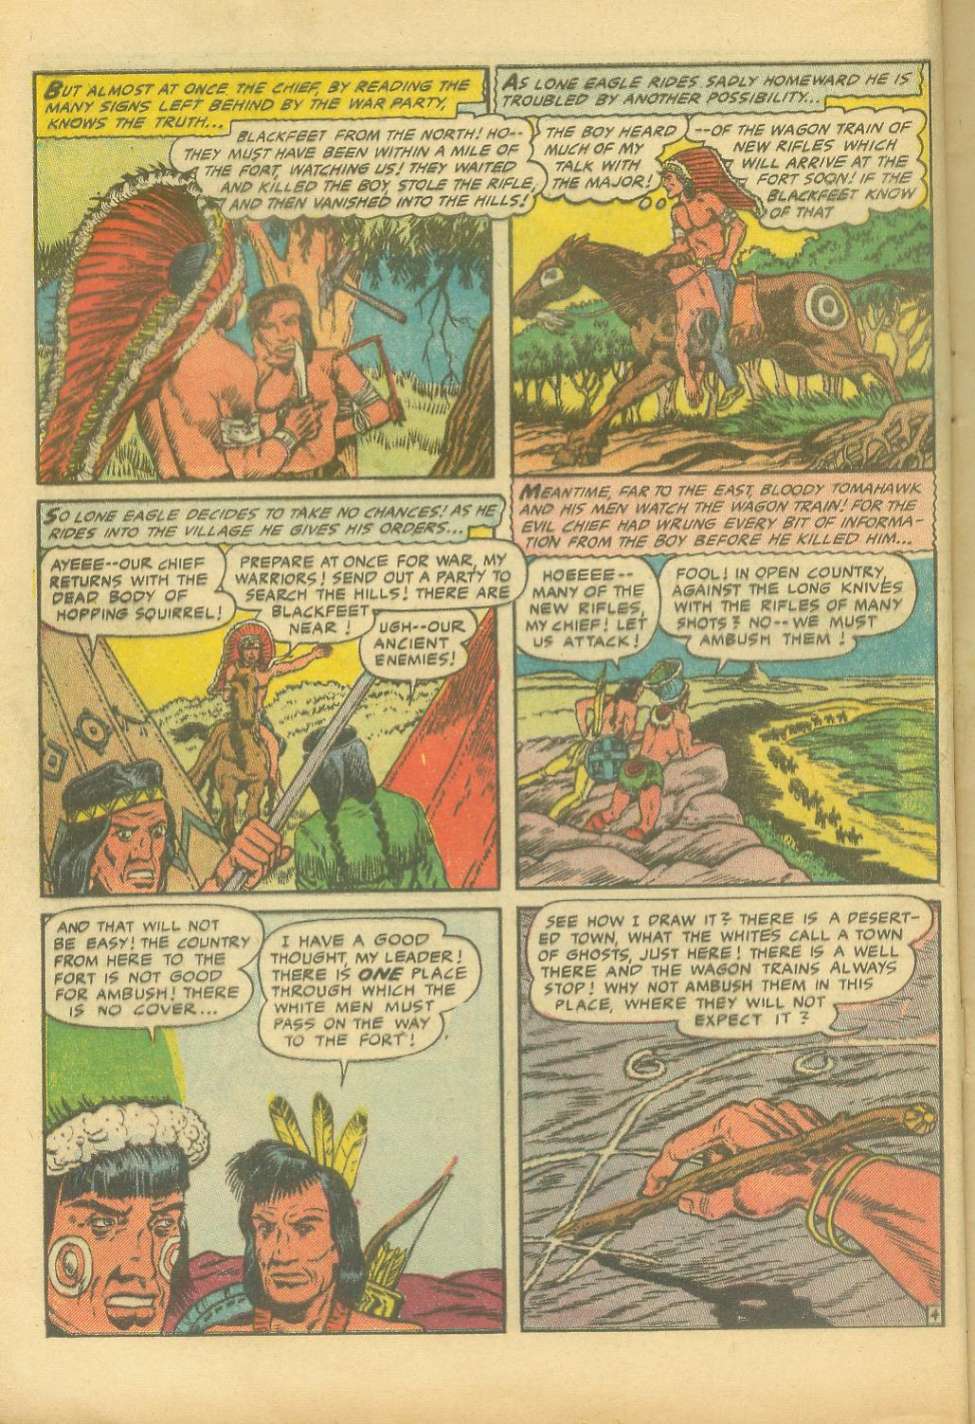 BUT ALMOST AT ONCE THE CHIEF, BY READING THE
MANY SIGNS LEFT BEHIND BY THE WAR PARTY,
KNOWS THE TRUTH...
BLACKFEET FROM THE NORTH! HO--
THEY MUST HAVE BEEN WITHIN A MILE OF
THE FORT, WATCHING US! THEY WAITED
AND KILLED THE BOY, STOLE THE RIFLE,
AND THEN VANISHED INTO THE HILLS!
AS LONE EAGLE RIDES SADLY HOMEWARD HE IS
TROUBLED BY ANOTHER POSSIBILITY...
THE BOY HEARD
MUCH OF MY
TALK WITH
THE MAJOR!
--OF THE WAGON TRAIN OF
NEW RIFLES WHICH
WILL ARRIVE AT THE
FORT SOON! IF THE
BLACKFEET KNOW
OF THAT
SO LONE EAGLE DECIDES TO TAKE NO CHANCES! AS HE
RIDES INTO THE VILLAGE HE GIVES HIS ORDERS...
AYEEE--OUR CHIEF
RETURNS WITH THE
DEAD BODY OF
HOPPING SQUIRREL!
PREPARE AT ONCE FOR WAR, MY
WARRIORS! SEND OUT A PARTY TO
SEARCH THE HILLS! THERE ARE
BLACKFEET
NEAR!
UGH--OUR
ANCIENT
ENEMIES!
MEANTIME, FAR TO THE EAST, BLOODY TOMAHAWK
AND HIS MEN WATCH THE WAGON TRAIN! FOR THE
EVIL CHIEF HAD WRUNG EVERY BIT OF INFORMA-
TION FROM THE BOY BEFORE HE KILLED HIM...
HOEEEE--
MANY OF THE
NEW RIFLES,
MY CHIEF! LET
US ATTACK!
FOOL! IN OPEN COUNTRY,
AGAINST THE LONG KNIVES
WITH THE RIFLES OF MANY
SHOTS? NO--WE MUST
AMBUSH THEM!
AND THAT WILL NOT
BE EASY! THE COUNTRY
FROM HERE TO THE
FORT IS NOT GOOD
FOR AMBUSH! THERE
IS NO COVER...
I HAVE A GOOD
THOUGHT, MY LEADER!
THERE IS ONE PLACE
THROUGH WHICH THE
WHITE MEN MUST
PASS ON THE WAY
TO THE FORT!
SEE HOW I DRAW IT? THERE IS A DESERT-
ED TOWN, WHAT THE WHITES CALL A TOWN
OF GHOSTS, JUST HERE! THERE IS A WELL
THERE AND THE WAGON TRAINS ALWAYS
STOP! WHY NOT AMBUSH THEM IN THIS
PLACE, WHERE THEY WILL NOT
EXPECT IT?
4